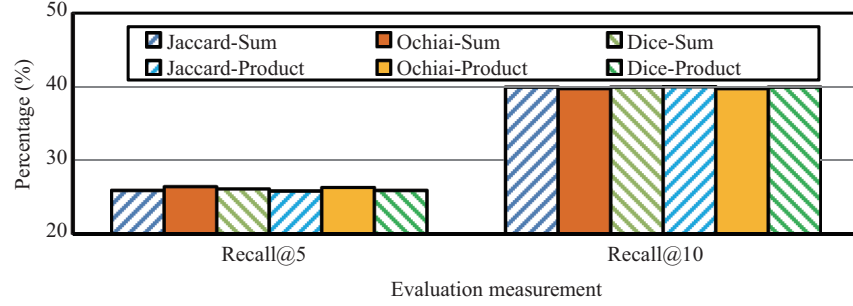 50
40
30
20
Percentage (%)
Jaccard-Sum Ochiai-Sum Dice-Sum
Jaccard-Product Ochiai-Product Dice-Product
Recall@5 Recall@10
Evaluation measurement